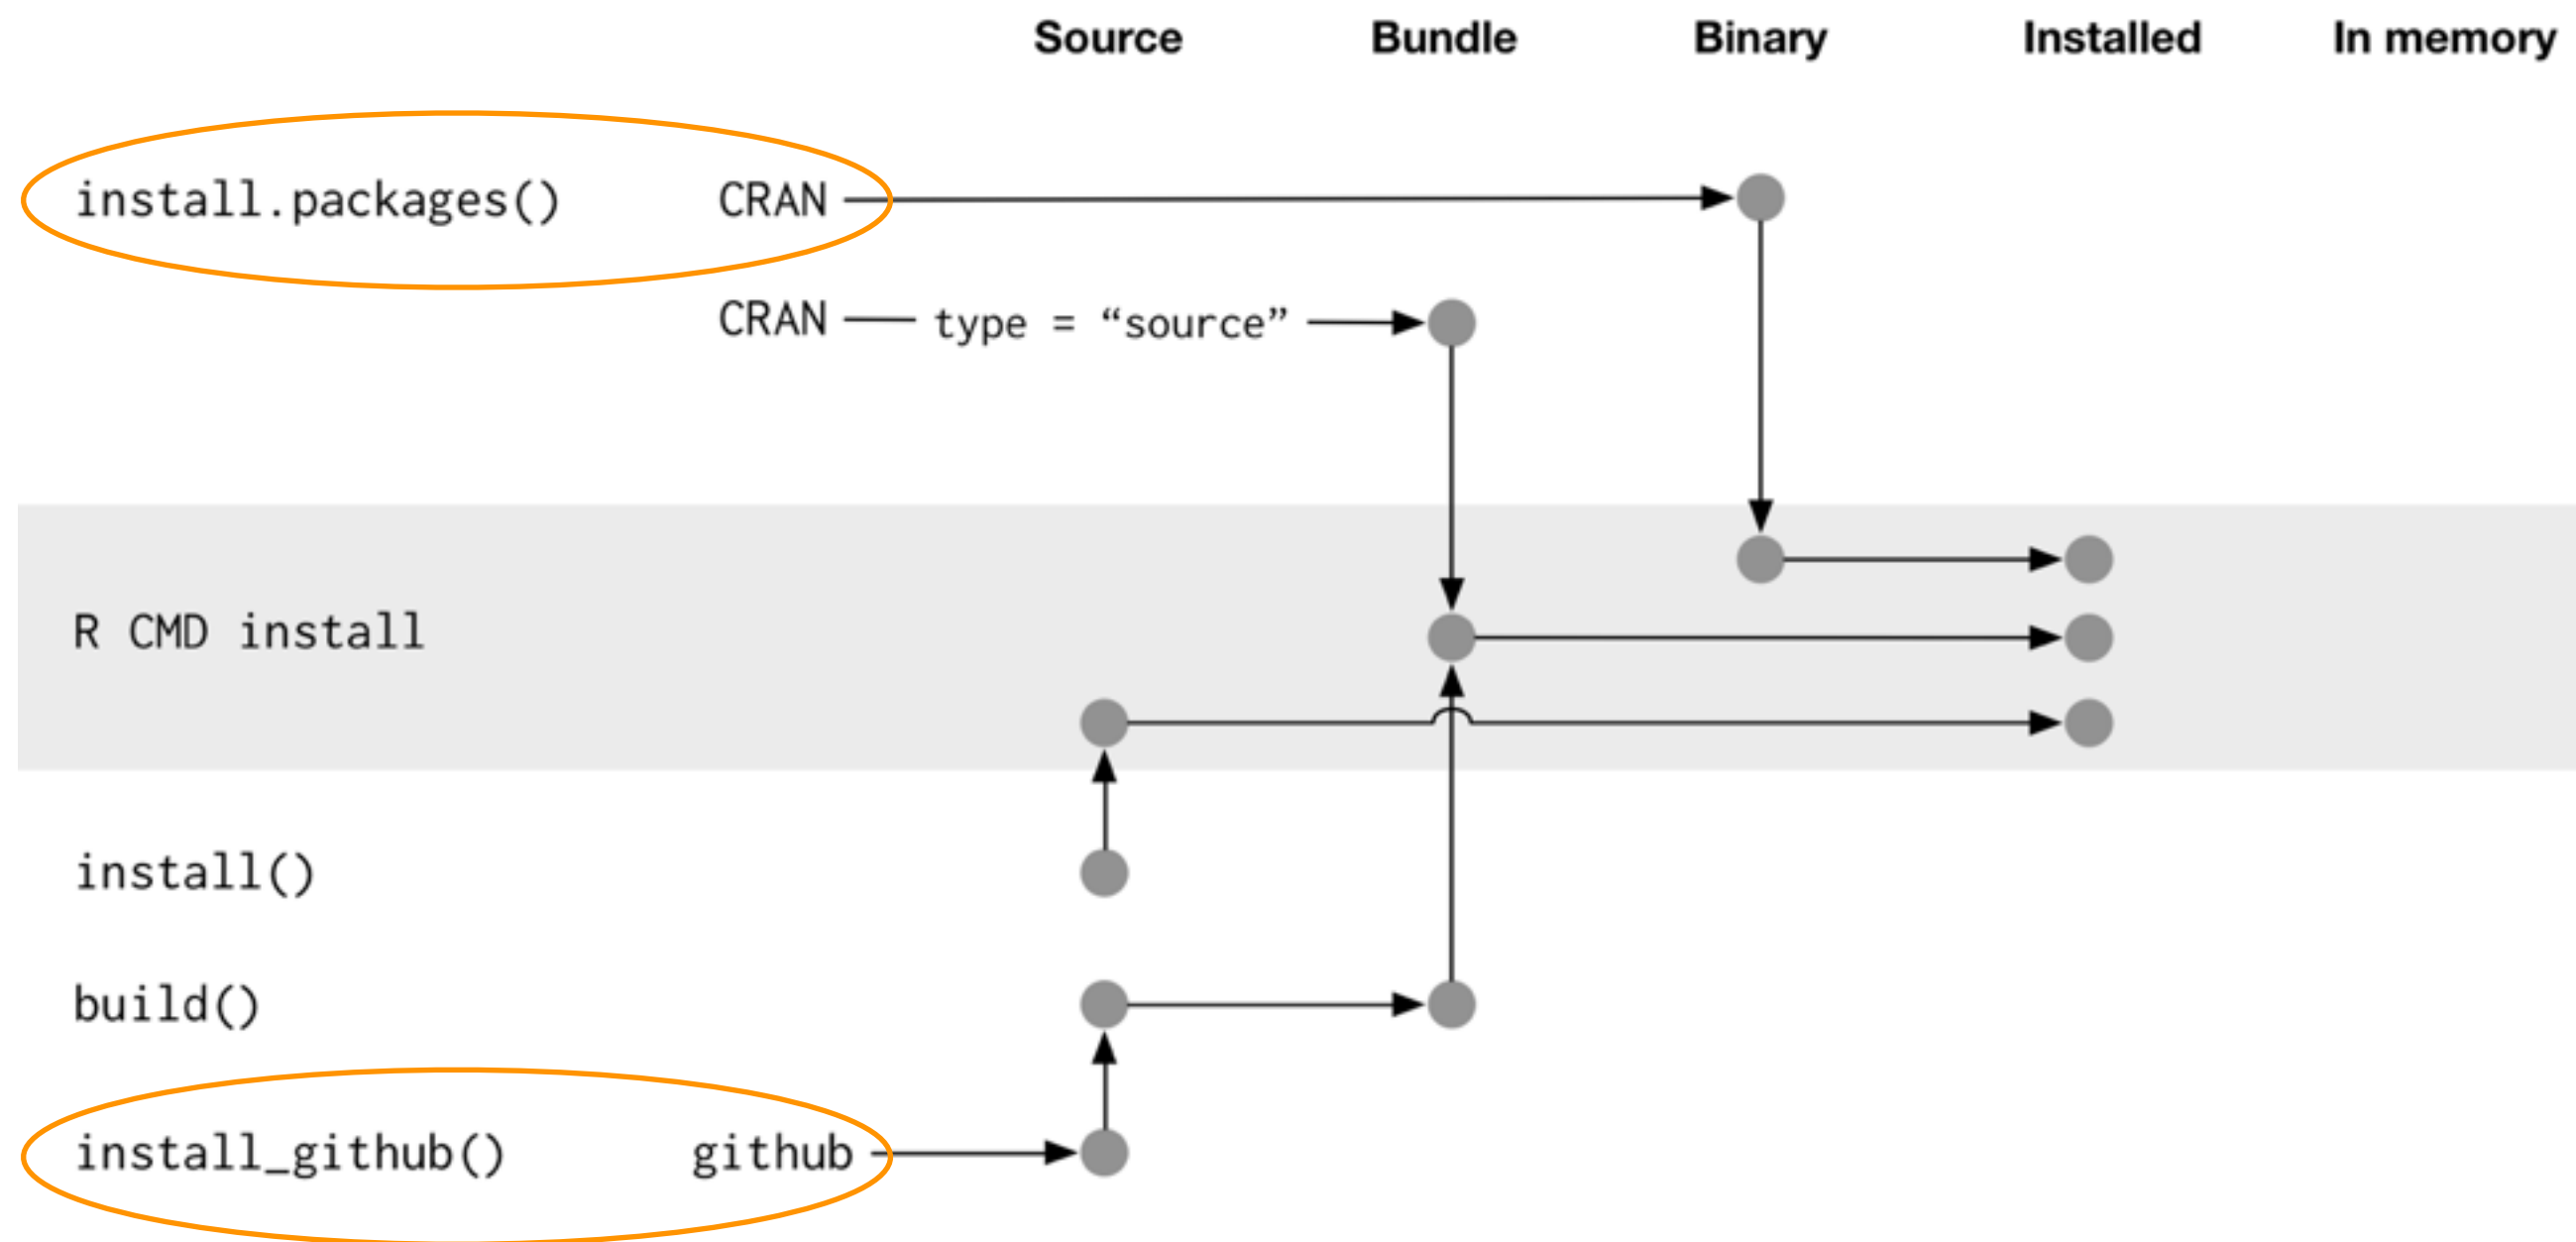 Source Bundle Binary Installed In memory
install.packages() CRAN
CRAN type = “source”
R CMD install
install()
build()
install_github() github